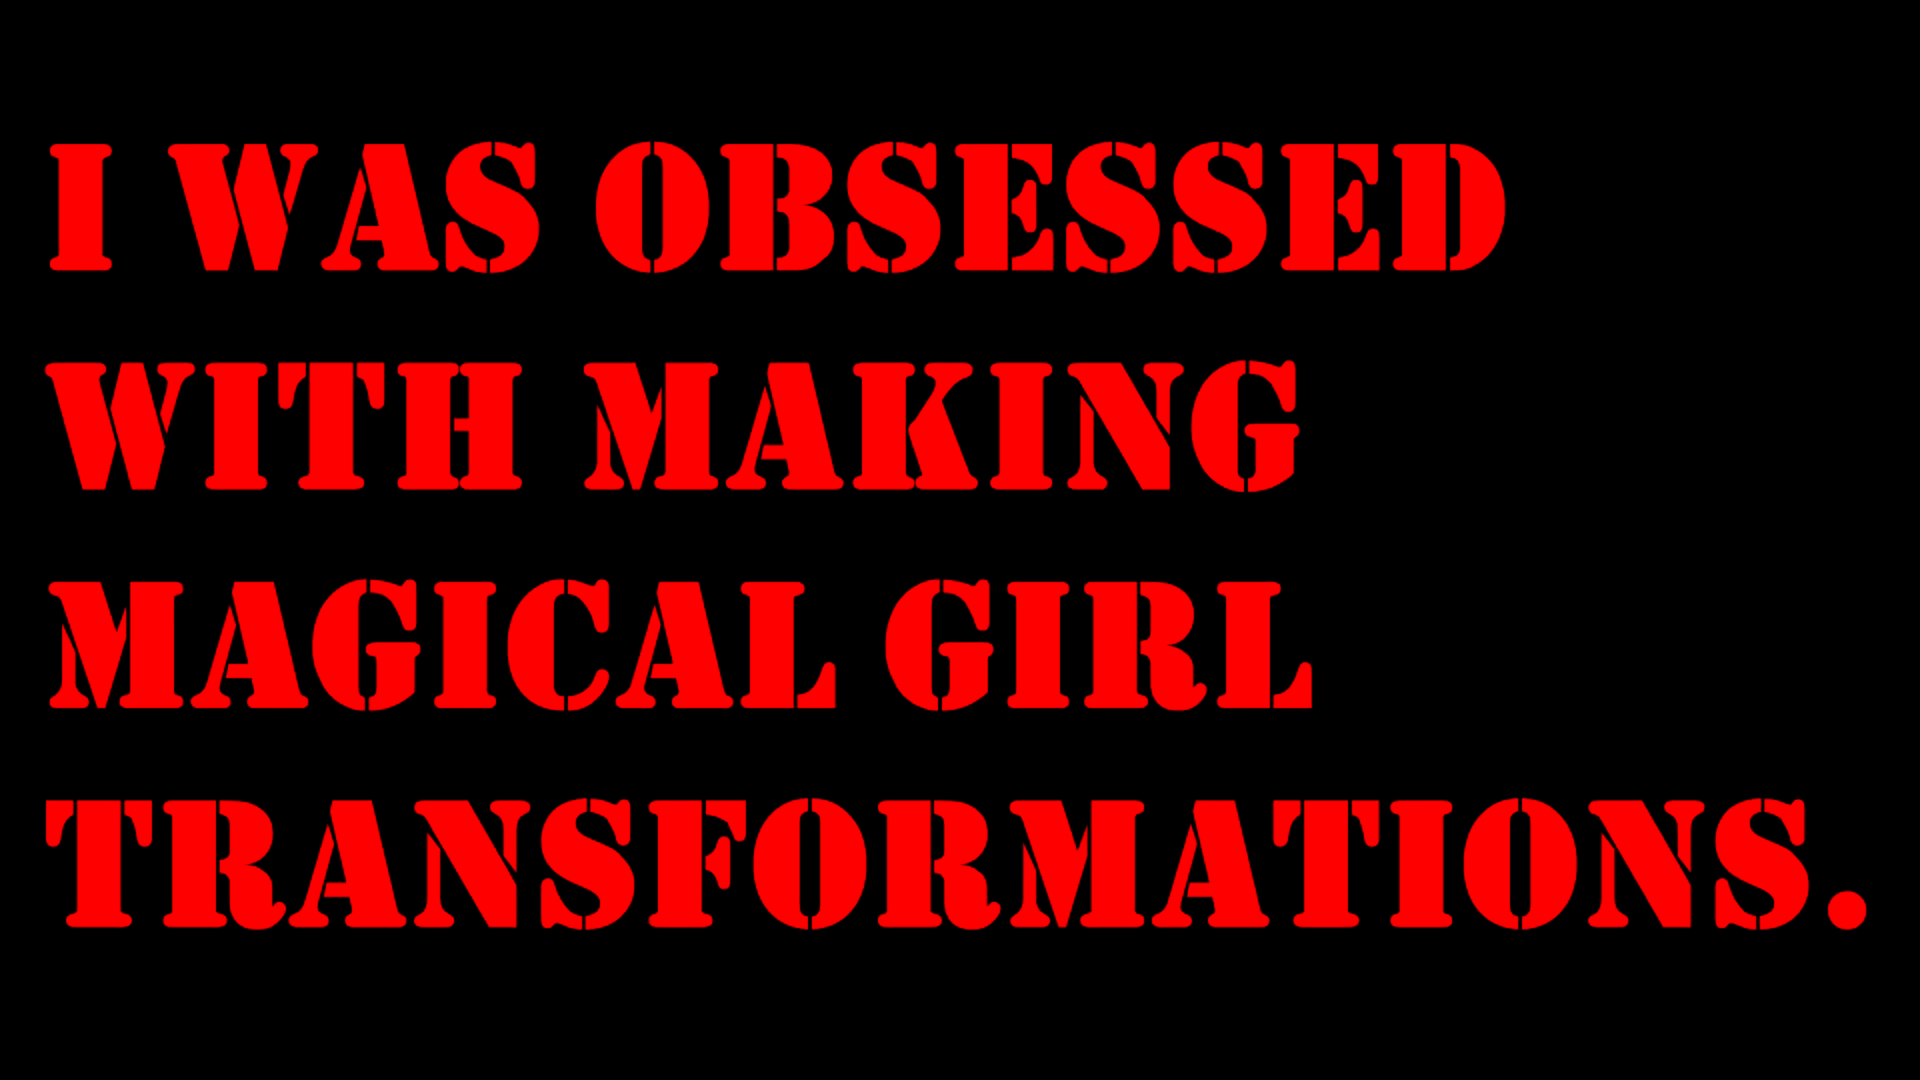 I WAS OBSESSED
WITH MAKING
MAGICAL GIRL
TRANSFORMATIONS.